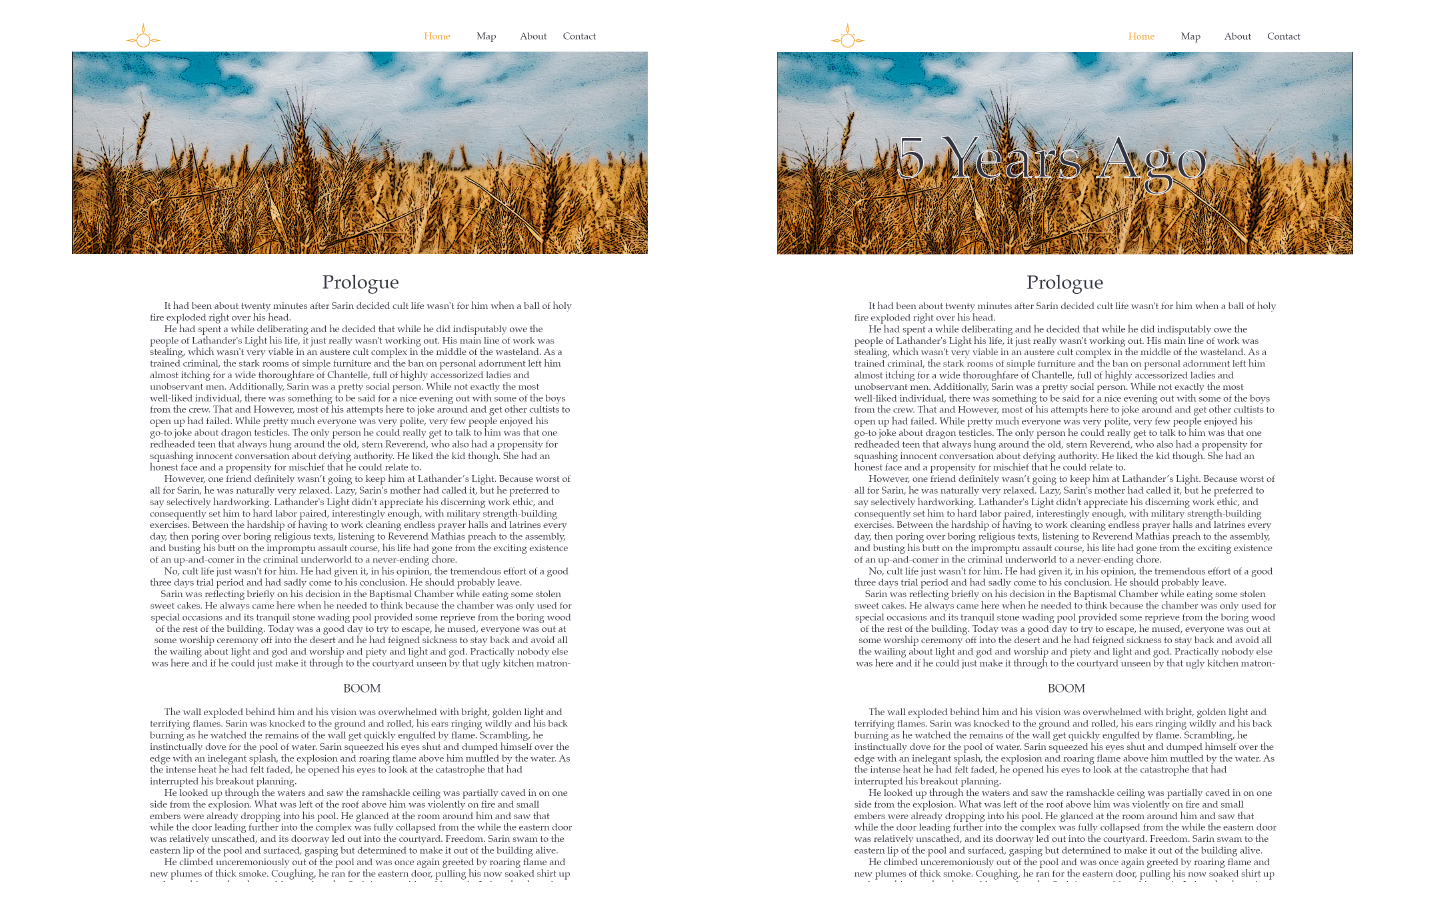 Home Map About Contact
Prologue
It had been about twenty minutes after Sarin decided cult life wasn't for him when a ball of holy
fire exploded right over his head.
He had spent a while deliberating and he decided that while he did indisputably owe the
people of Lathander's Light his life, it just really wasn't working out. His main line of work was
stealing, which wasn't very viable in an austere cult complex in the middle of the wasteland. As a
trained criminal, the stark rooms of simple furniture and the ban on personal adornment left him
almost itching for a wide thoroughfare of Chantelle, full of highly accessorized ladies and
unobservant men. Additionally, Sarin was a pretty social person. While not exactly the most
well-liked individual, there was something to be said for a nice evening out with some of the boys
from the crew. That and However, most of his attempts here to joke around and get other cultists to
open up had failed. While pretty much everyone was very polite, very few people enjoyed his
go-to joke about dragon testicles. The only person he could really get to talk to him was that one
redheaded teen that always hung around the old, stern Reverend, who also had a propensity for
squashing innocent conversation about defying authority. He liked the kid though. She had an
honest face and a propensity for mischief that he could relate to.
However, one friend definitely wasn't going to keep him at Lathander's Light. Because worst of
all for Sarin, he was naturally very relaxed. Lazy, Sarin's mother had called it, but he preferred to
say selectively hardworking. Lathander's Light didn't appreciate his discerning work ethic, and
consequently set him to hard labor paired, interestingly enough, with military strength-building
exercises. Between the hardship of having to work cleaning endless prayer halls and latrines every
day, then poring over boring religious texts, listening to Reverend Mathias preach to the assembly,
and busting his butt on the impromptu assault course, his life had gone from the exciting existence
of an up-and-comer in the criminal underworld to a never-ending chore.
No, cult life just wasn't for him. He had given it, in his opinion, the tremendous effort of a good
three days trial period and had sadly come to his conclusion. He should probably leave.
Sarin was reflecting briefly on his decision in the Baptismal Chamber while eating some stolen
sweet cakes. He always came here when he needed to think because the chamber was only used for
special occasions and its tranquil stone wading pool provided some reprieve from the boring wood
of the rest of the building. Today was a good day to try to escape, he mused, everyone was out at
some worship ceremony off into the desert and he had feigned sickness to stay back and avoid all
the wailing about light and god and worship and piety and light and god. Practically nobody else
was here and if he could just make it through to the courtyard unseen by that ugly kitchen matron-
BOOM
The wall exploded behind him and his vision was overwhelmed with bright, golden light and
terrifying flames. Sarin was knocked to the ground and rolled, his ears ringing wildly and his back
burning as he watched the remains of the wall get quickly engulfed by flame. Scrambling, he
instinctually dove for the pool of water. Sarin squeezed his eyes shut and dumped himself over the
edge with an inelegant splash, the explosion and roaring flame above him muffled by the water. As
the intense heat he had felt faded, he opened his eyes to look at the catastrophe that had
interrupted his breakout planning.
He looked up through the waters and saw the ramshackle ceiling was partially caved in on one
side from the explosion. What was left of the roof above him was violently on fire and small
embers were already dropping into his pool. He glanced at the room around him and saw that
while the door leading further into the complex was fully collapsed from the while the eastern door
was relatively unscathed, and its doorway led out into the courtyard. Freedom. Sarin swam to the
eastern lip of the pool and surfaced, gasping but determined to make it out of the building alive.
He climbed unceremoniously out of the pool and was once again greeted by roaring flame and
new plumes of thick smoke. Coughing, he ran for the eastern door, pulling his now soaked shirt up
Home Map About Contact
5 Years Ago
Prologue
It had been about twenty minutes after Sarin decided cult life wasn't for him when a ball of holy
fire exploded right over his head.
He had spent a while deliberating and he decided that while he did indisputably owe the
people of Lathander's Light his life, it just really wasn't working out. His main line of work was
stealing, which wasn't very viable in an austere cult complex in the middle of the wasteland. As a
trained criminal, the stark rooms of simple furniture and the ban on personal adornment left him
almost itching for a wide thoroughfare of Chantelle, full of highly accessorized ladies and
unobservant men. Additionally, Sarin was a pretty social person. While not exactly the most
well-liked individual, there was something to be said for a nice evening out with some of the boys
from the crew. That and However, most of his attempts here to joke around and get other cultists to
open up had failed. While pretty much everyone was very polite, very few people enjoyed his
go-to joke about dragon testicles. The only person he could really get to talk to him was that one
redheaded teen that always hung around the old, stern Reverend, who also had a propensity for
squashing innocent conversation about defying authority. He liked the kid though. She had an
honest face and a propensity for mischief that he could relate to.
However, one friend definitely wasn't going to keep him at Lathander's Light. Because worst of
all for Sarin, he was naturally very relaxed. Lazy, Sarin's mother had called it, but he preferred to
say selectively hardworking. Lathander's Light didn't appreciate his discerning work ethic, and
consequently set him to hard labor paired, interestingly enough, with military strength-building
exercises. Between the hardship of having to work cleaning endless prayer halls and latrines every
day, then poring over boring religious texts, listening to Reverend Mathias preach to the assembly,
and busting his butt on the impromptu assault course, his life had gone from the exciting existence
of an up-and-comer in the criminal underworld to a never-ending chore.
No, cult life just wasn't for him. He had given it, in his opinion, the tremendous effort of a good
three days trial period and had sadly come to his conclusion. He should probably leave.
Sarin was reflecting briefly on his decision in the Baptismal Chamber while eating some stolen
sweet cakes. He always came here when he needed to think because the chamber was only used for
special occasions and its tranquil stone wading pool provided some reprieve from the boring wood
of the rest of the building. Today was a good day to try to escape, he mused, everyone was out at
some worship ceremony off into the desert and he had feigned sickness to stay back and avoid all
the wailing about light and god and worship and piety and light and god. Practically nobody else
was here and if he could just make it through to the courtyard unseen by that ugly kitchen matron-
BOOM
The wall exploded behind him and his vision was overwhelmed with bright, golden light and
terrifying flames. Sarin was knocked to the ground and rolled, his ears ringing wildly and his back
burning as he watched the remains of the wall get quickly engulfed by flame. Scrambling, he
instinctually dove for the pool of water. Sarin squeezed his eyes shut and dumped himself over the
edge with an inelegant splash, the explosion and roaring flame above him muffled by the water. As
the intense heat he had felt faded, he opened his eyes to look at the catastrophe that had
interrupted his breakout planning.
He looked up through the waters and saw the ramshackle ceiling was partially caved in on one
side from the explosion. What was left of the roof above him was violently on fire and small
embers were already dropping into his pool. He glanced at the room around him and saw that
while the door leading further into the complex was fully collapsed from the while the eastern door
was relatively unscathed, and its doorway led out into the courtyard. Freedom. Sarin swam to the
eastern lip of the pool and surfaced, gasping but determined to make it out of the building alive.
He climbed unceremoniously out of the pool and was once again greeted by roaring flame and
new plumes of thick smoke. Coughing, he ran for the eastern door, pulling his now soaked shirt up